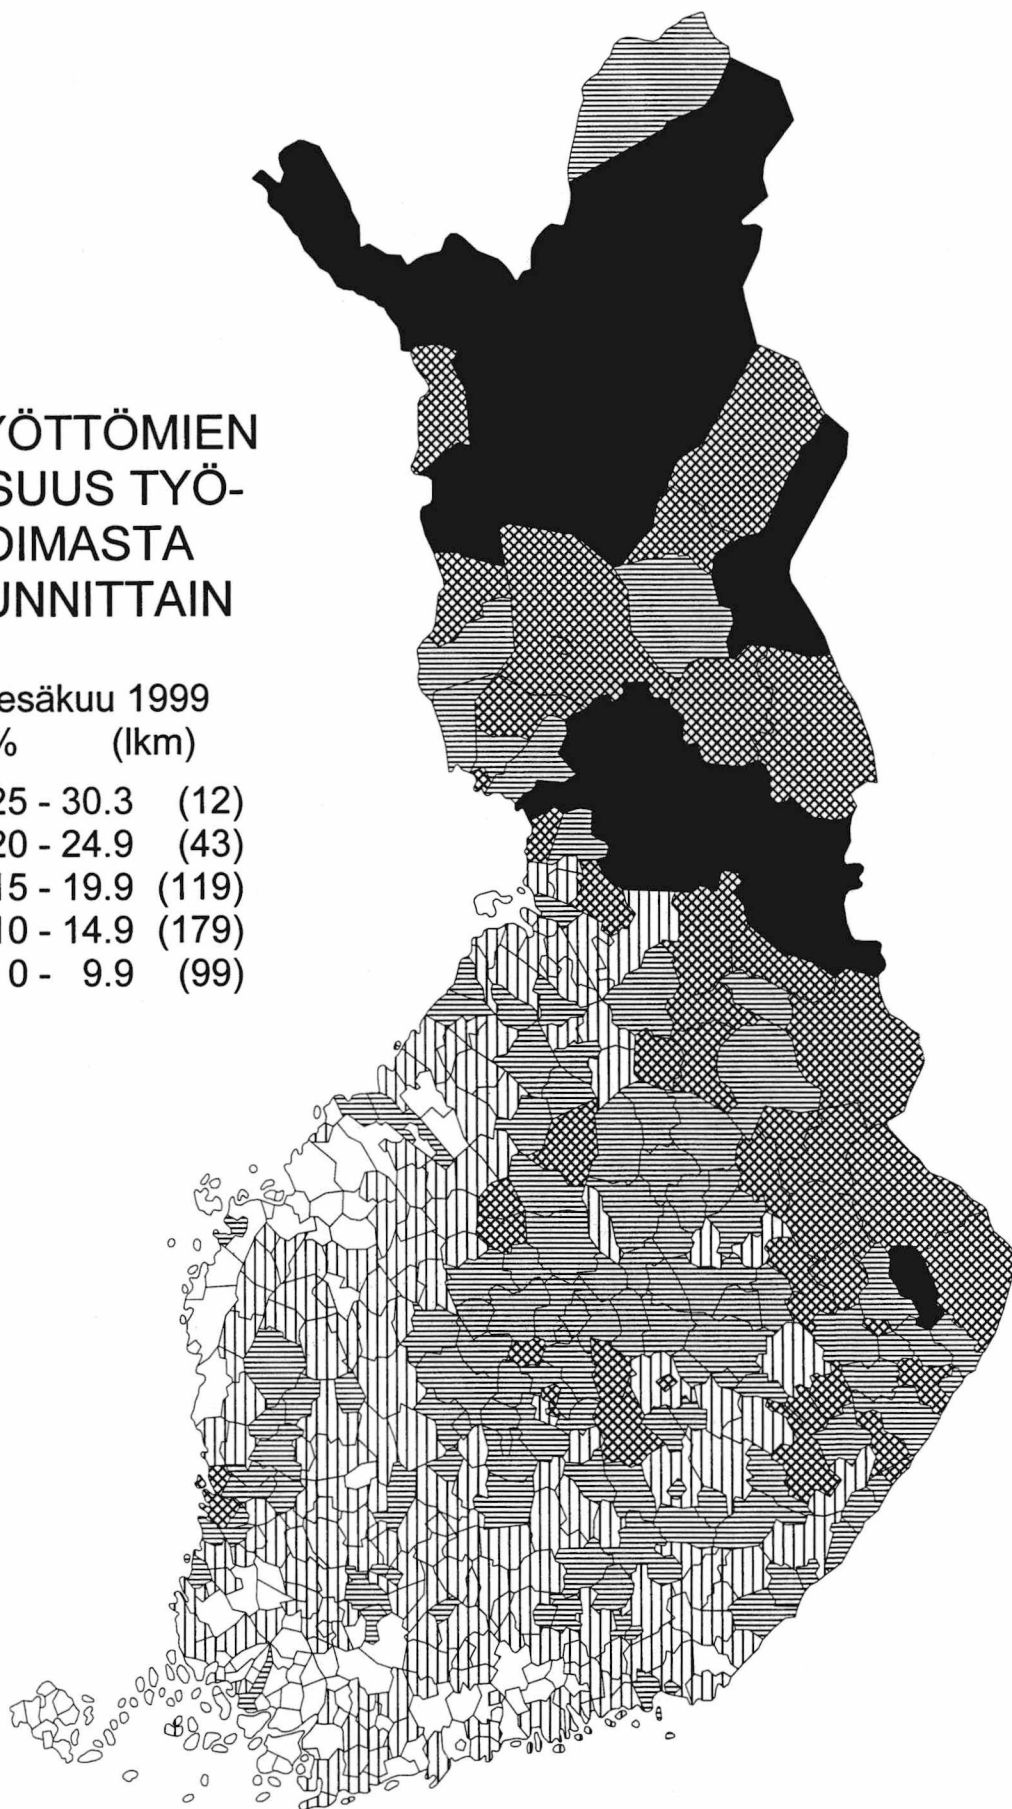 YÖTTÖMIEN
SUUS TYÖ-
OIMASTA
UNNITTAIN
esäkuu 1999
% (lkm)
25 - 30.3 (12)
20 - 24.9 (43)
15 - 19.9 (119)
10 - 14.9 (179)
0 - 9.9 (99)